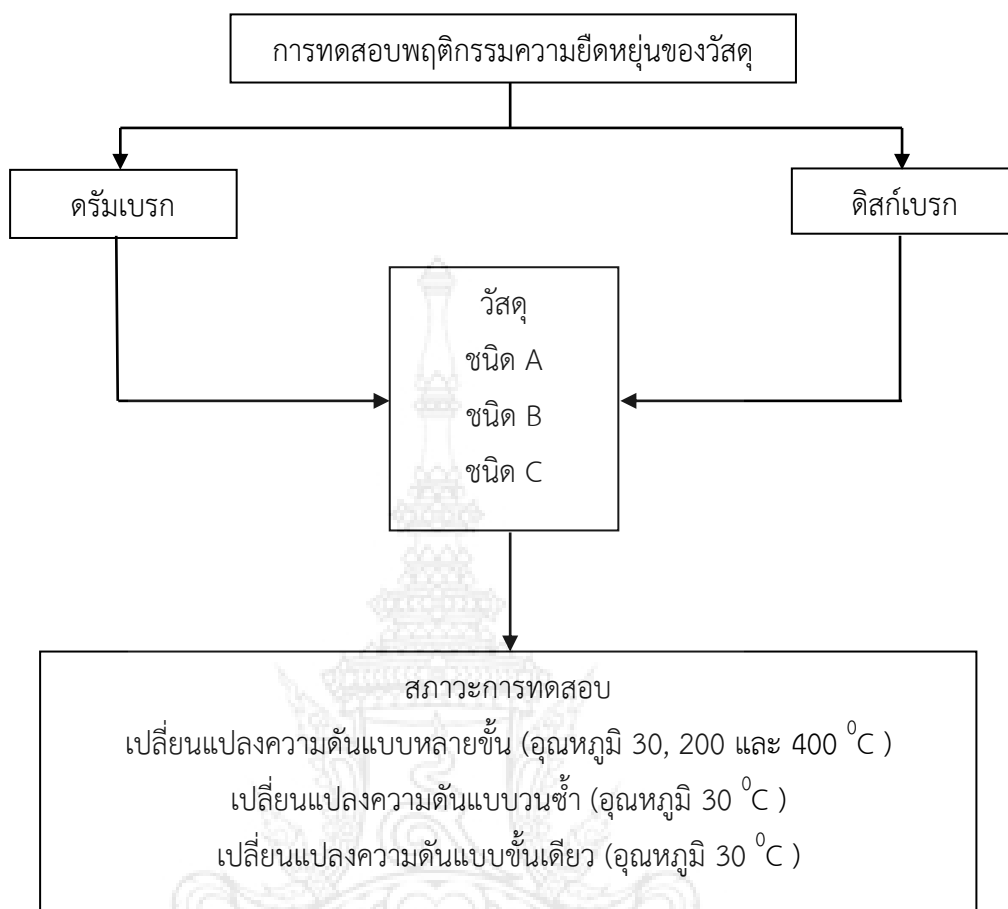 การทดสอบพฤติกรรมความยืดหยุ่นของวัสดุ
ดรัมเบรก
ดิสก์เบรก
วัสดุ
ชนิด A
ชนิด B
ชนิด C
สภาวะการทดสอบ
เปลี่ยนแปลงความดันแบบหลายขั้น (อุณหภูมิ 30, 200 และ 400 ⁰C )
เปลี่ยนแปลงความดันแบบวนซ้ำ (อุณหภูมิ 30 ⁰C )
เปลี่ยนแปลงความดันแบบขั้นเดียว (อุณหภูมิ 30 ⁰C )